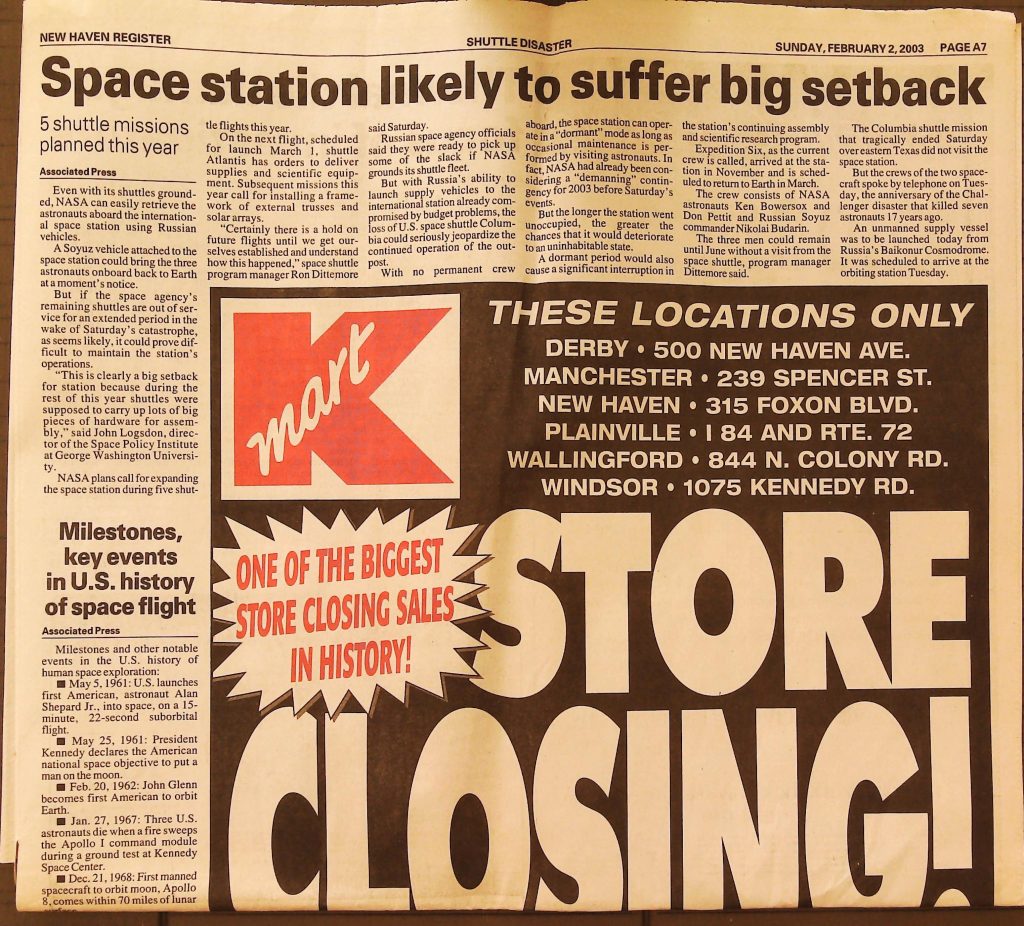 NEW HAVEN REGISTER
SHUTTLE DISASTER
SUNDAY, FEBRUARY 2, 2003 PAGE A7
Space station likely to suffer big setback
5 shuttle missions
planned this year
Associated Press
Even with its shuttles ground-
ed, NASA can easily retrieve the
astronauts aboard the internation-
al space station using Russian
vehicles.
A Soyuz vehicle attached to the
space station could bring the three
astronauts onboard back to Earth
at a moment's notice.
But if the space agency's
remaining shuttles are out of ser-
vice for an extended period in the
wake of Saturday's catastrophe,
as seems likely, it could prove dif-
ficult to maintain the station's
operations.
"This is clearly a big setback
for station because during the
rest of this year shuttles were
supposed to carry up lots of big
pieces of hardware for assem-
bly," said John Logsdon, direc-
tor of the Space Policy Institute
at George Washington Universi-
ty.
NASA plans call for expanding
the space station during five shut-
tle flights this year.
On the next flight, scheduled
for launch March 1, shuttle
Atlantis has orders to deliver
supplies and scientific equip-
ment. Subsequent missions this
year call for installing a frame-
work of external trusses and
solar arrays.
"Certainly there is a hold on
future flights until we get our-
selves established and understand
how this happened," space shuttle
program manager Ron Dittemore
said Saturday.
Russian space agency officials
said they were ready to pick up
some of the slack if NASA
grounds its shuttle fleet.
But with Russia's ability to
launch supply vehicles to the
international station already com-
promised by budget problems, the
loss of U.S. space shuttle Colum-
bia could seriously jeopardize the
continued operation of the out-
post.
With no permanent crew
aboard, the space station can oper-
ate in a "dormant" mode as long as
occasional maintenance is per-
formed by visiting astronauts. In
fact, NASA had already been con-
sidering a "demanding" contin-
gency for 2003 before Saturday's
events.
But the longer the station went
unoccupied, the greater the
chances that it would deteriorate
to an uninhabitable state.
A dormant period would also
cause a significant interruption in
the station's continuing assembly
and scientific research program.
Expedition Six, as the current
crew is called, arrived at the sta-
tion in November and is sched-
uled to return to Earth in March.
The crew consists of NASA
astronauts Ken Bowersox and
Don Pettit and Russian Soyuz
commander Nikolai Budarin.
The three men could remain
until June without a visit from the
space shuttle, program manager
Dittemore said.
The Columbia shuttle mission
that tragically ended Saturday
over eastern Texas did not visit the
space station.
But the crews of the two space-
craft spoke by telephone on Tues-
day, the anniversary of the Chal-
lenger disaster that killed seven
astronauts 17 years ago.
An unmanned supply vessel
was to be launched today from
Russia's Baikonur Cosmodrome.
It was scheduled to arrive at the
orbiting station Tuesday.
Milestones,
key events
in U.S. history
of space flight
Associated Press
Milestones and other notable
events in the U.S. history of
human space exploration:
■ May 5, 1961: U.S. launches
first American, astronaut Alan
Shepard Jr., into space, on a 15-
minute, 22-second suborbital
flight.
■ May 25, 1961: President
Kennedy declares the American
national space objective to put a
man on the moon.
■ Feb. 20, 1962: John Glenn
becomes first American to orbit
Earth.
■ Jan. 27, 1967: Three U.S.
astronauts die when a fire sweeps
the Apollo I command module
during a ground test at Kennedy
Space Center.
■ Dec. 21, 1968: First manned
spacecraft to orbit moon, Apollo
8, comes within 70 miles of lunar
K
mart
THESE LOCATIONS ONLY
DERBY • 500 NEW HAVEN AVE.
MANCHESTER • 239 SPENCER ST.
NEW HAVEN • 315 FOXON BLVD.
PLAINVILLE • I 84 AND RTE. 72
WALLINGFORD • 844 N. COLONY RD.
WINDSOR • 1075 KENNEDY RD.
ONE OF THE BIGGEST
STORE CLOSING SALES
IN HISTORY!
STORE
CLOSING!